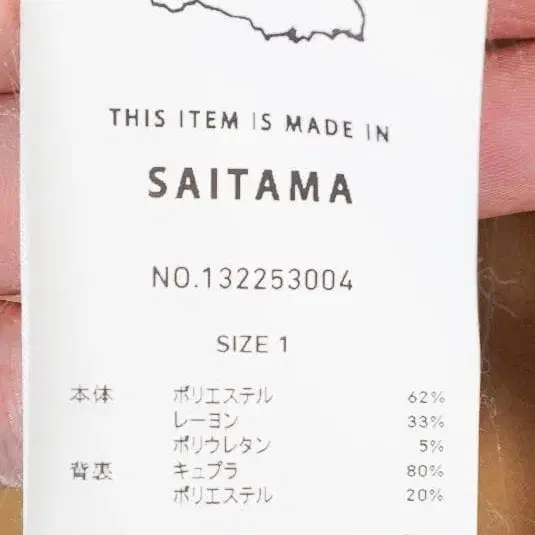 THIS ITEM IS MADE IN
SAITAMA
NO.132253004
SIZE 1
本体 ポリエステル 62%
レーヨン 33%
ポリウレタン 5%
背裏 キュプラ 80%
ポリエステル 20%